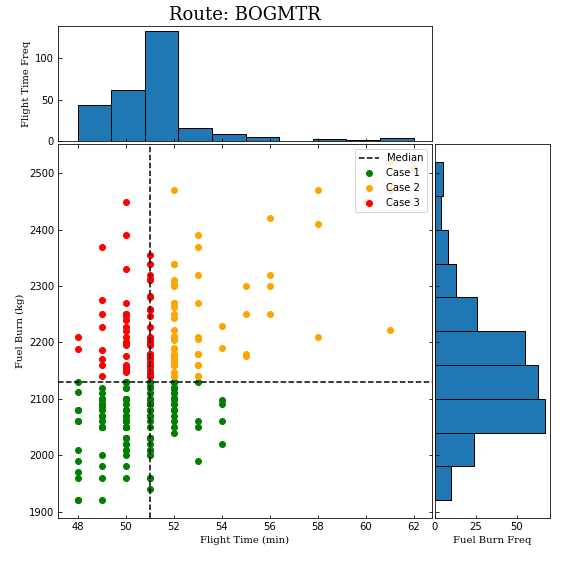 Route: BOGMTR
Flight Time Freq
100
50
0
Median
Case 1
Case 2
Case 3
Fuel Burn (kg)
2500
2400
2300
2200
2100
2000
1900
48 50 52 54 56 58 60 62
Flight Time (min)
0 25 50
Fuel Burn Freq